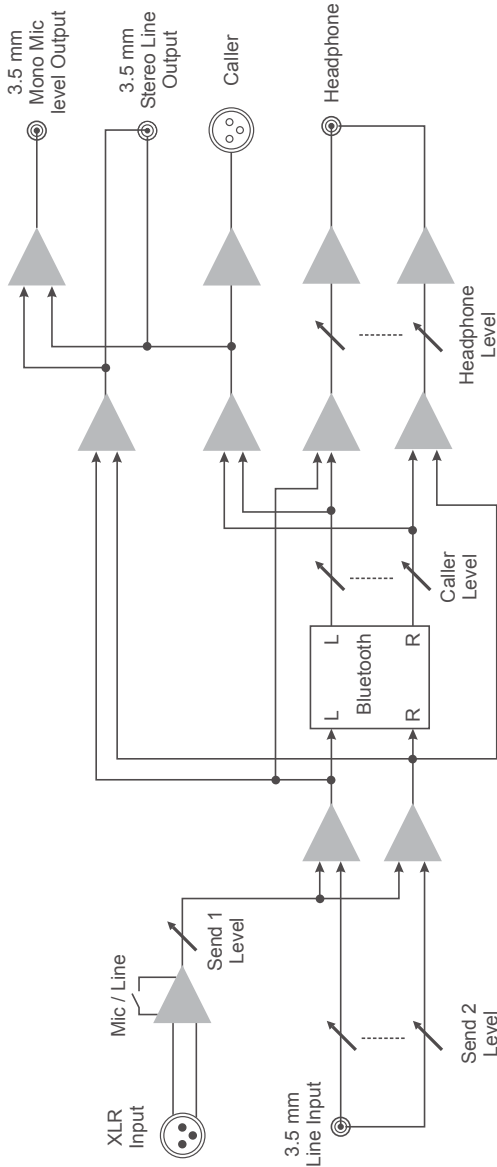 XLR
Input
Mic / Line
Send 1
Level
3.5 mm
Line Input
Send 2
Level
L
R
Bluetooth
L
R
Caller
Level
Headphone
Level
3.5 mm
Mono Mic
level Output
3.5 mm
Stereo Line
Output
Caller
Headphone